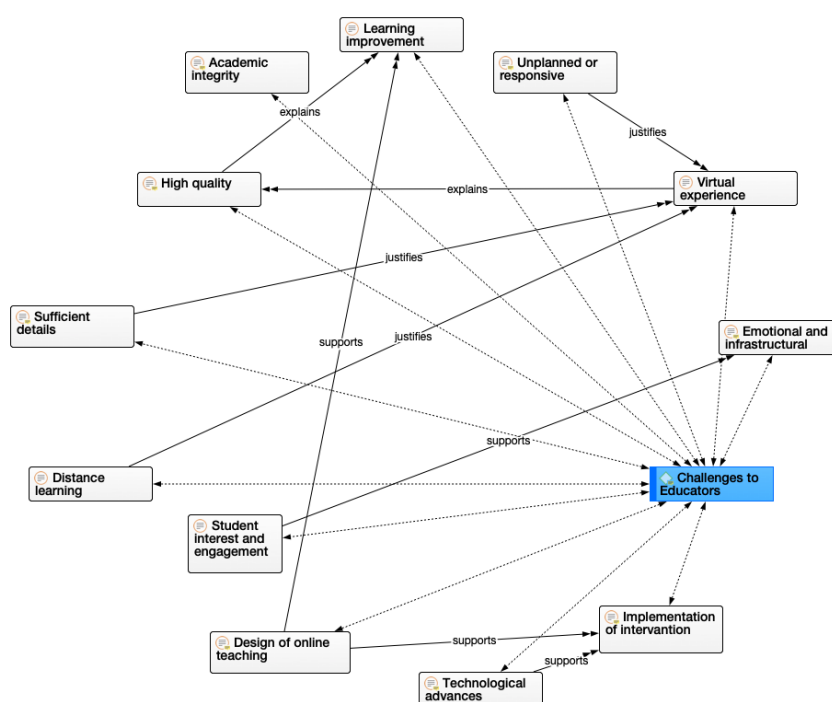 Learning
improvement
Academic
integrity
Unplanned or
responsive
explains
justifies
High quality
explains
Virtual
experience
justifies
Sufficient
details
supports
justifies
Emotional and
infrastructural
supports
Distance
learning
Challenges to
Educators
Student
interest and
engagement
Design of online
teaching
supports
Implementation
of intervantion
supports
Technological
advances